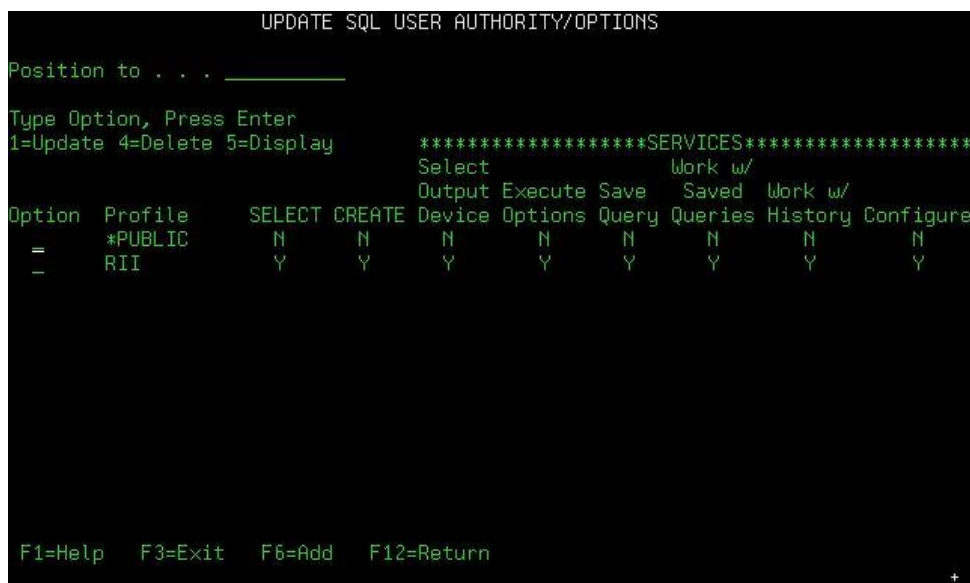 UPDATE SQL USER AUTHORITY/OPTIONS
Position to . . . __________
Type Option, Press Enter
1=Update 4=Delete 5=Display *******************SERVICES*******************
Select Work w/
Output Execute Save Saved Work w/
Option Profile SELECT CREATE Device Options Query Queries History Configure
_ *PUBLIC N N N N N N N N
_ RII Y Y Y Y Y Y Y Y
F1=Help F3=Exit F6=Add F12=Return
+